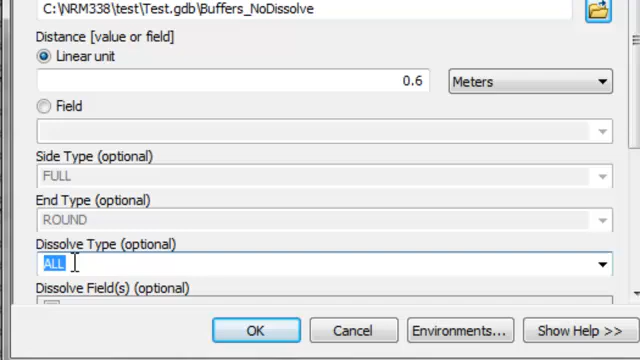 C:\NRM338\test\Test.gdb\Buffers_NoDissolve
Distance [value or field]
Linear unit
0.6
Meters
Field
Side Type (optional)
FULL
End Type (optional)
ROUND
Dissolve Type (optional)
ALL
Dissolve Field(s) (optional)
OK
Cancel
Environments...
Show Help >>